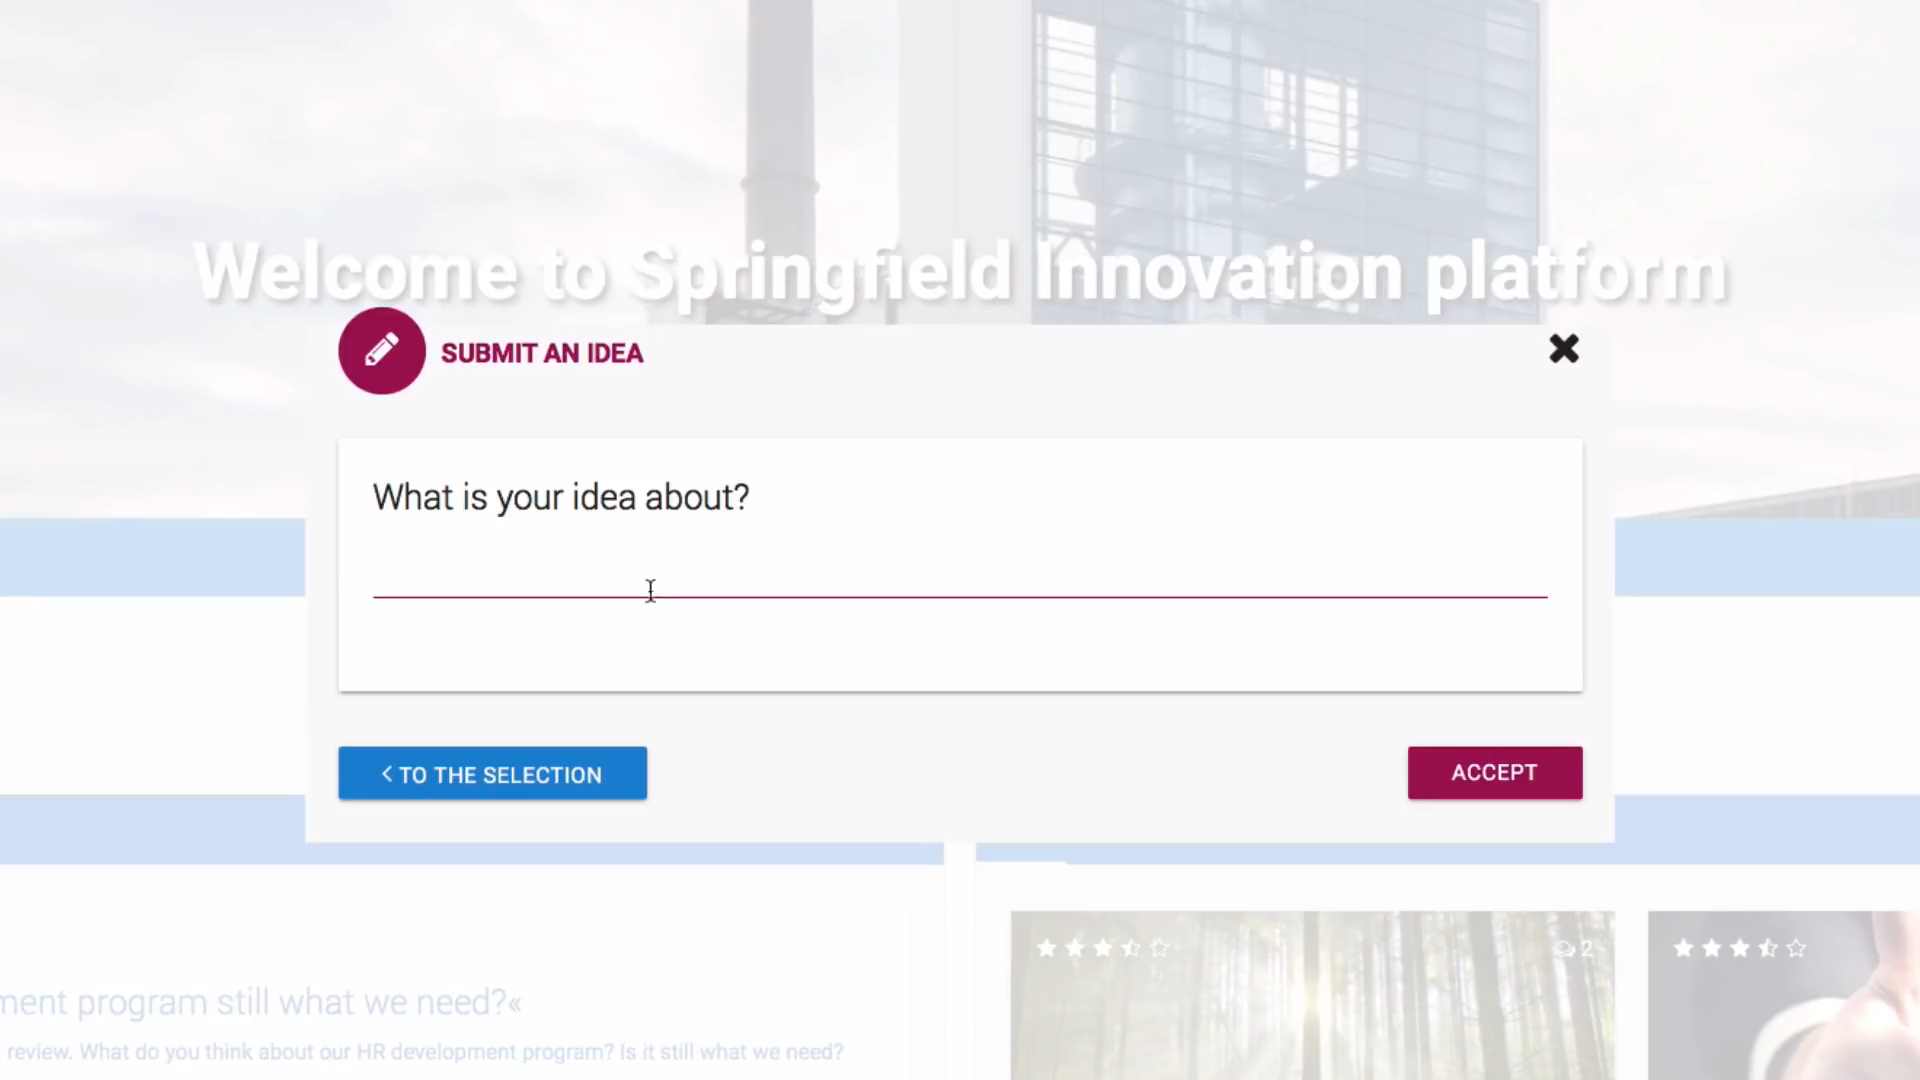 Welcome to Springfield Innovation platform
SUBMIT AN IDEA
What is your idea about?
< TO THE SELECTION
ACCEPT
2
ment program still what we need?«
review. What do you think about our HR development program? Is it still what we need?